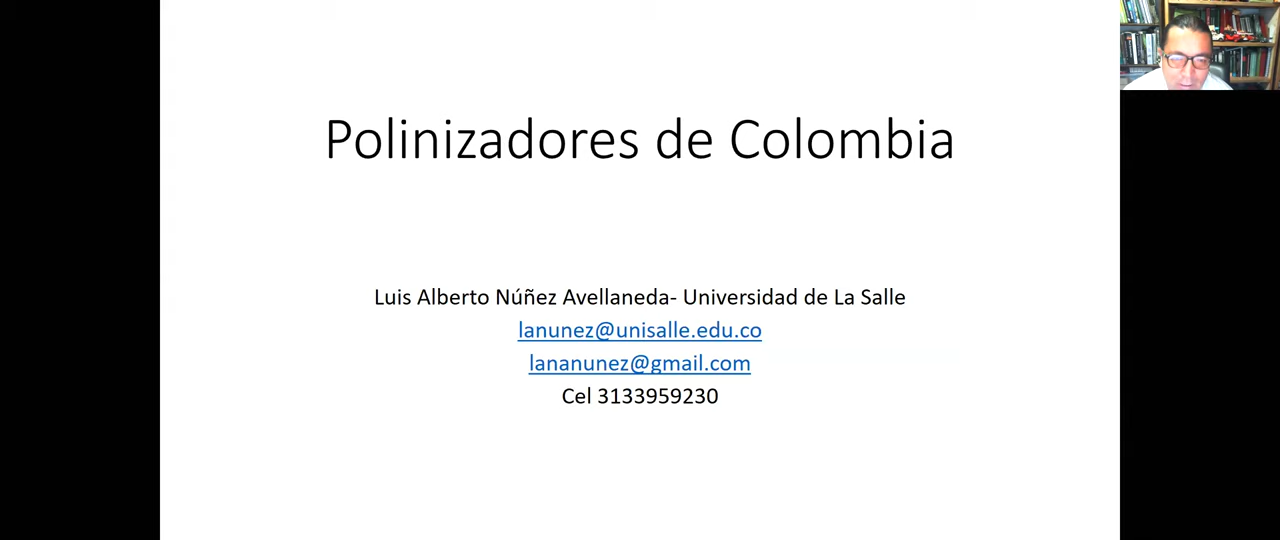 Polinizadores de Colombia
Luis Alberto Núñez Avellaneda- Universidad de La Salle
lanunez@unisalle.edu.co
lananunez@gmail.com
Cel 3133959230